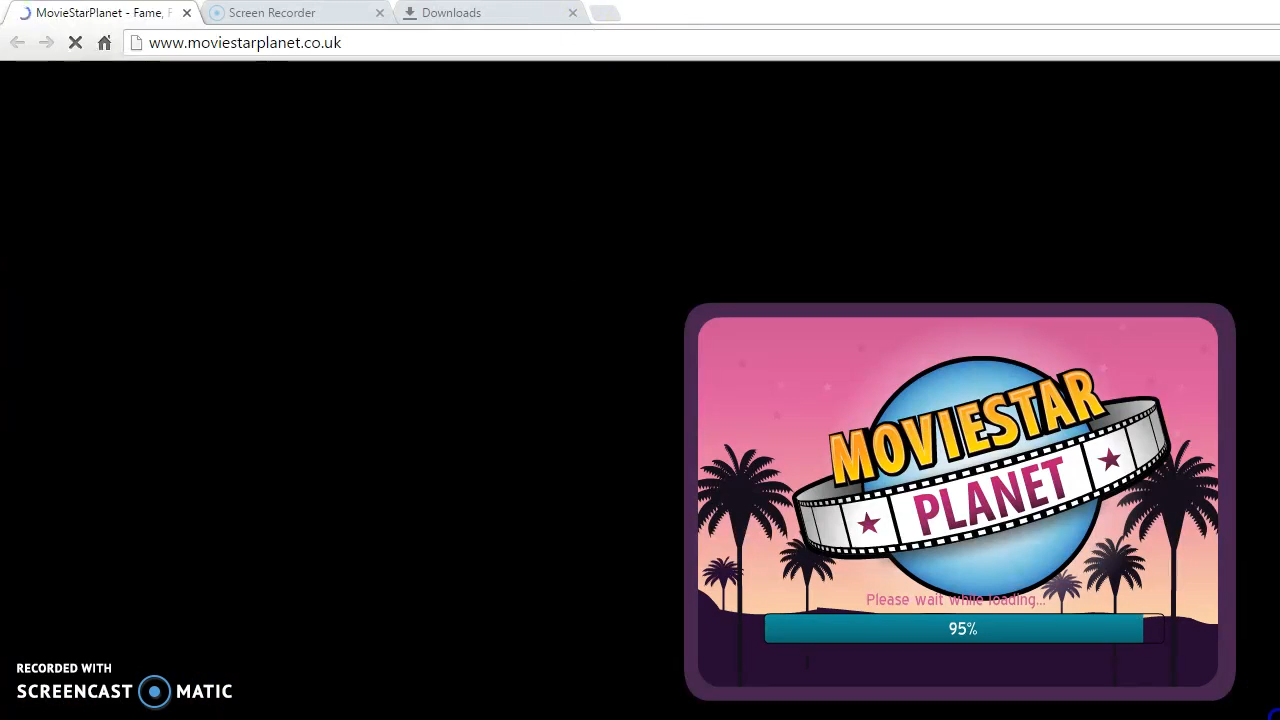 MovieStarPlanet - Fame, F
Screen Recorder
Downloads
www.moviestarplanet.co.uk
MOVIESTAR
PLANET
Please wait while loading...
95%
RECORDED WITH
SCREENCAST MATIC